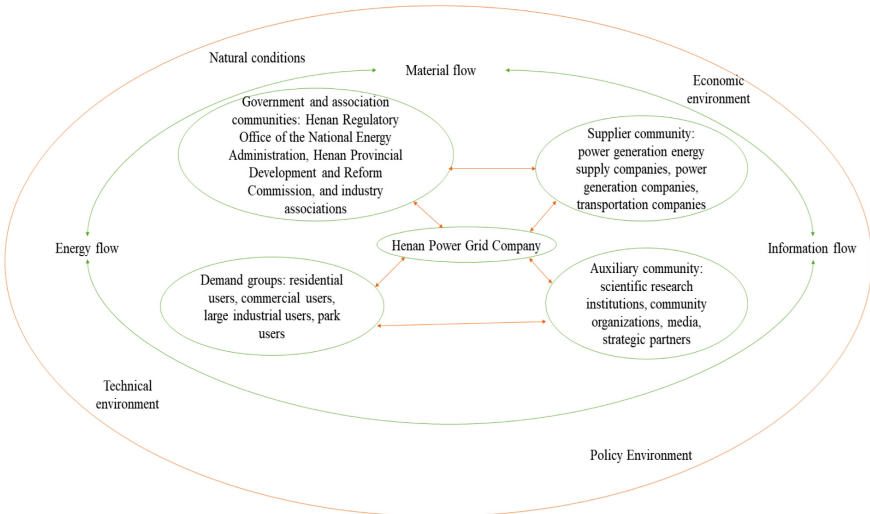 Natural conditions
Material flow
Economic
environment
Government and association
communities: Henan Regulatory
Office of the National Energy
Administration, Henan Provincial
Development and Reform
Commission, and industry
associations
Supplier community:
power generation energy
supply companies, power
generation companies,
transportation companies
Energy flow
Henan Power Grid Company
Information flow
Demand groups: residential
users, commercial users,
large industrial users, park
users
Auxiliary community:
scientific research
institutions, community
organizations, media,
strategic partners
Technical
environment
Policy Environment